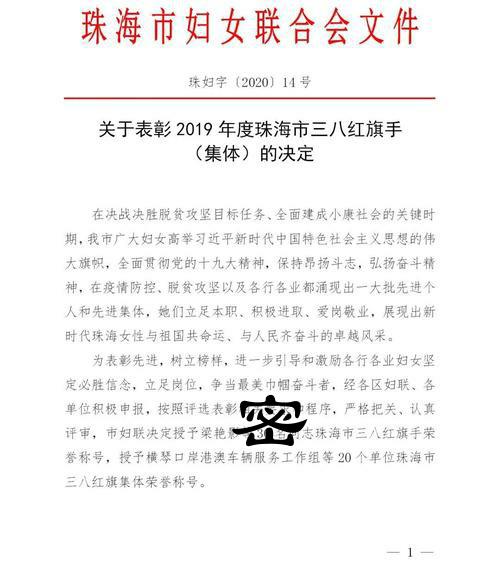 珠海市妇女联合会文件
珠妇字〔2020〕14号
关于表彰 2019 年度珠海市三八红旗手
（集体）的决定
在决战决胜脱贫攻坚目标任务、全面建成小康社会的关键时
期，我市广大妇女高举习近平新时代中国特色社会主义思想的伟
大旗帜，全面贯彻党的十九大精神，保持昂扬斗志，弘扬奋斗精
神，在疫情防控、脱贫攻坚以及各行各业都涌现出一大批先进个
人和先进集体，她们立足本职、积极进取、爱岗敬业，展现出新
时代珠海女性与祖国共命运、与人民齐奋斗的卓越风采。
为表彰先进，树立榜样，进一步引导和激励各行各业妇女坚
定必胜信念，立足岗位，争当最美巾帼奋斗者，经各区妇联、各
单位积极申报，按照评选表彰 程序，严格把关、认真
评审，市妇联决定授予梁艳 名同志珠海市三八红旗手荣
誉称号，授予横琴口岸港澳车辆服务工作组等 20 个单位珠海市
三八红旗集体荣誉称号。
密
— 1 —